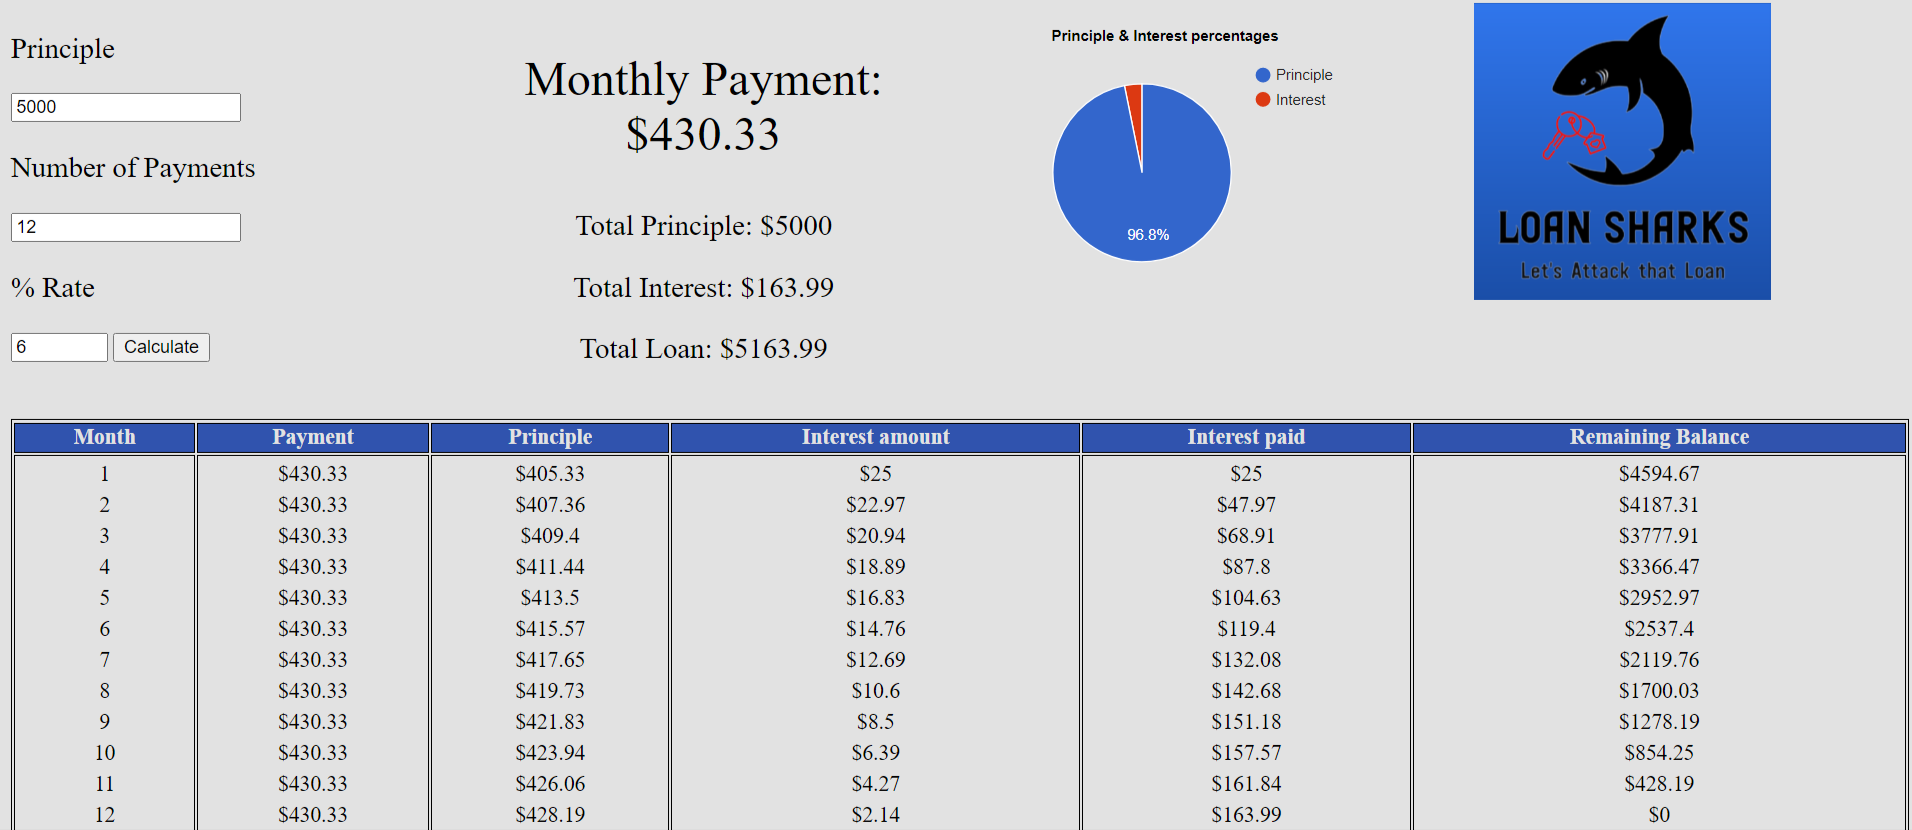 Principle
5000
Number of Payments
12
% Rate
6 Calculate
Monthly Payment:
$430.33
Total Principle: $5000
Total Interest: $163.99
Total Loan: $5163.99
Principle & Interest percentages
Principle
Interest
96.8%
LOAN SHARKS
Let's Attack that Loan
Month Payment Principle Interest amount Interest paid Remaining Balance
1 $430.33 $405.33 $25 $25 $4594.67
2 $430.33 $407.36 $22.97 $47.97 $4187.31
3 $430.33 $409.4 $20.94 $68.91 $3777.91
4 $430.33 $411.44 $18.89 $87.8 $3366.47
5 $430.33 $413.5 $16.83 $104.63 $2952.97
6 $430.33 $415.57 $14.76 $119.4 $2537.4
7 $430.33 $417.65 $12.69 $132.08 $2119.76
8 $430.33 $419.73 $10.6 $142.68 $1700.03
9 $430.33 $421.83 $8.5 $151.18 $1278.19
10 $430.33 $423.94 $6.39 $157.57 $854.25
11 $430.33 $426.06 $4.27 $161.84 $428.19
12 $430.33 $428.19 $2.14 $163.99 $0